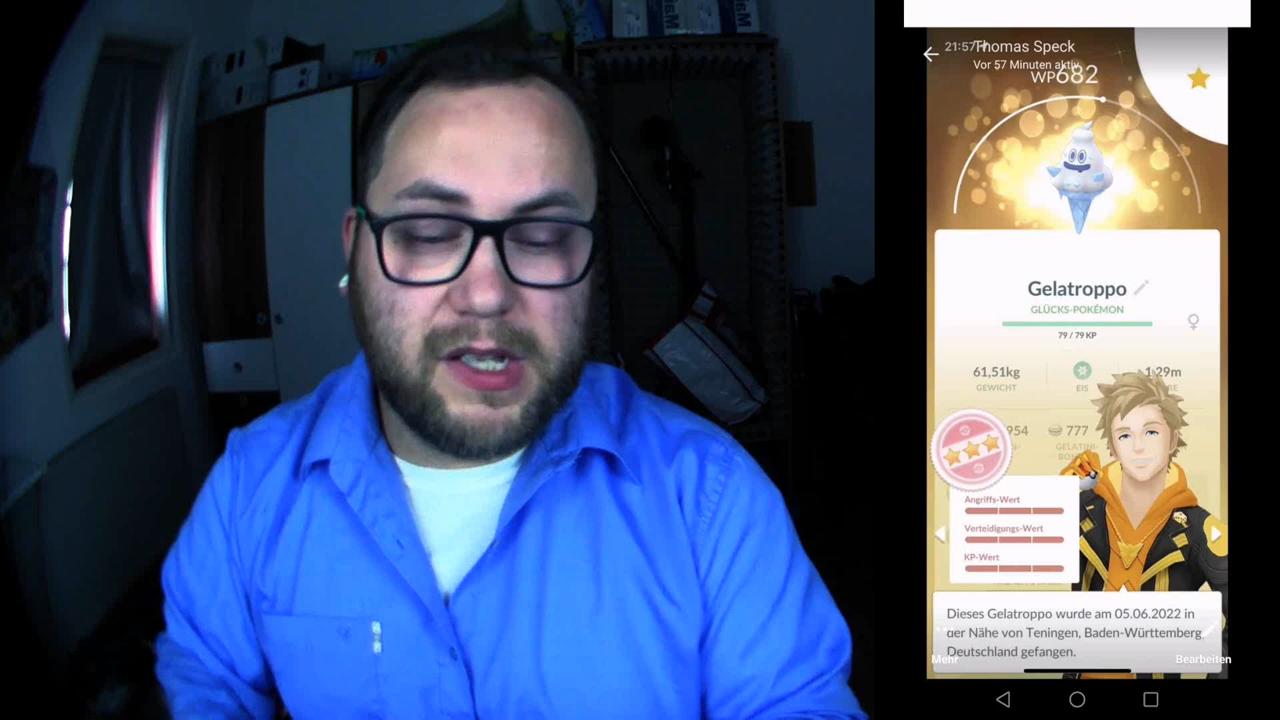 21:57
Thomas Speck
Vor 57 Minuten aktiv
WP682
Gelatroppo
GLÜCKS-POKÉMON
79 / 79 KP
61,51kg
GEWICHT
EIS
1,29m
954
777
Angriffs-Wert
Verteidigungs-Wert
KP-Wert
Dieses Gelatroppo wurde am 05.06.2022 in
der Nähe von Teningen, Baden-Württemberg,
Deutschland gefangen.
Mehr
Bearbeiten